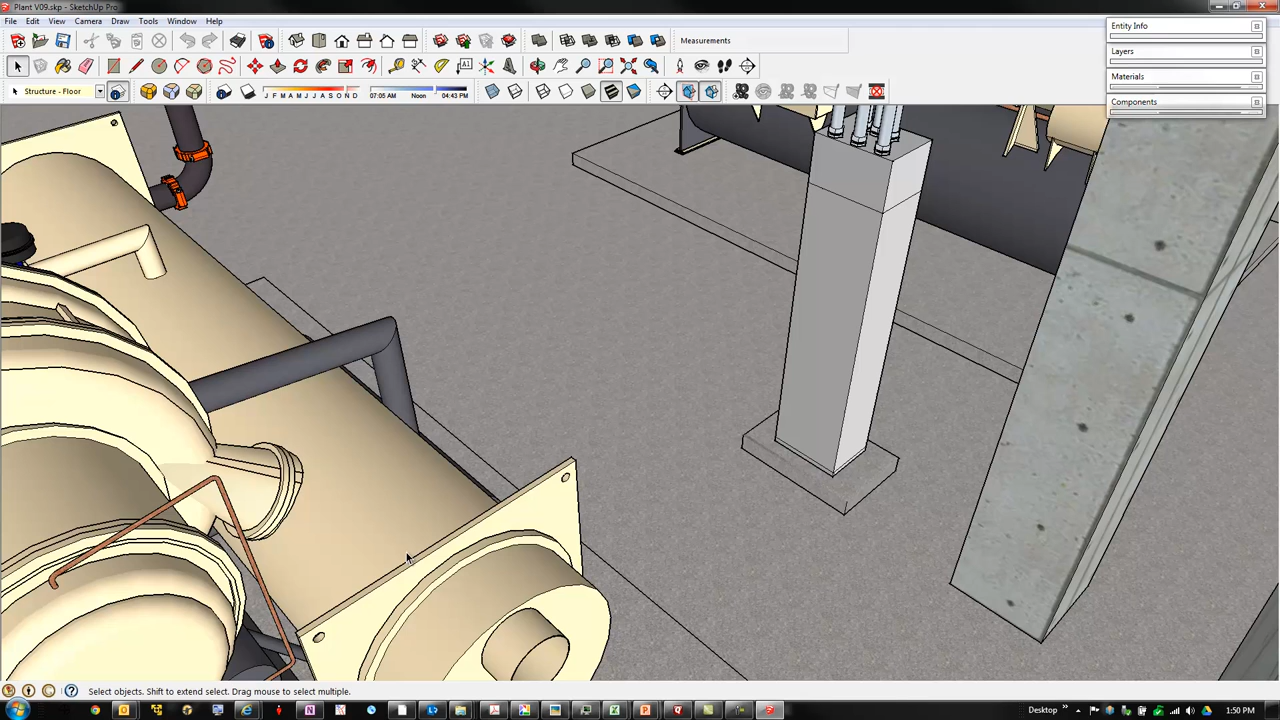 Plant V09.skp - SketchUp Pro
File Edit View Camera Draw Tools Window Help
Measurements
Structure - Floor
J F M A M J J A S O N D
07:05 AM Noon 04:43 PM
Entity Info
Layers
Materials
Components
Select objects. Shift to extend select. Drag mouse to select multiple.
Desktop
1:50 PM